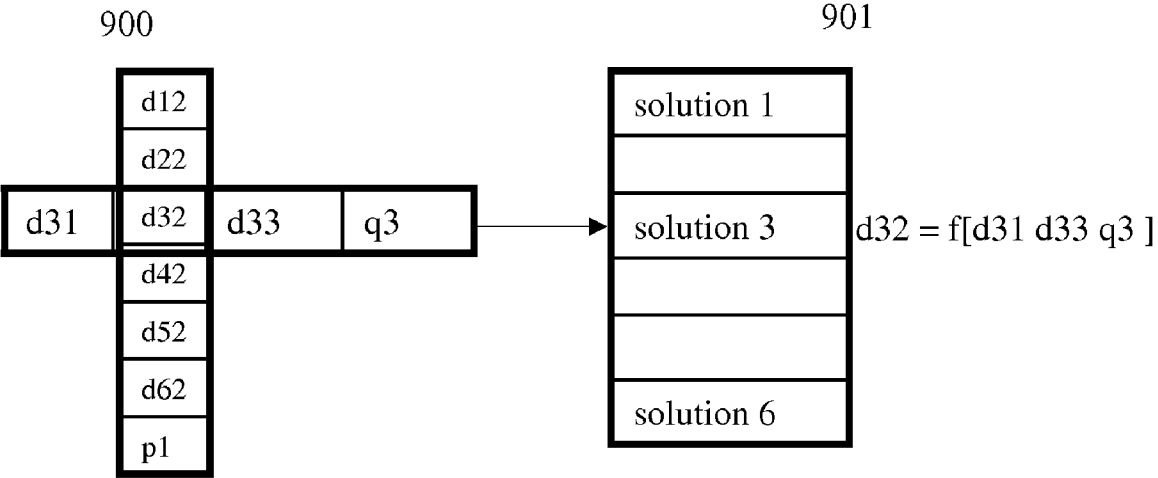 900
901
d12
d22
d31 d32 d33 q3
d42
d52
d62
p1
solution 1
solution 3 d32 = f[d31 d33 q3 ]
solution 6